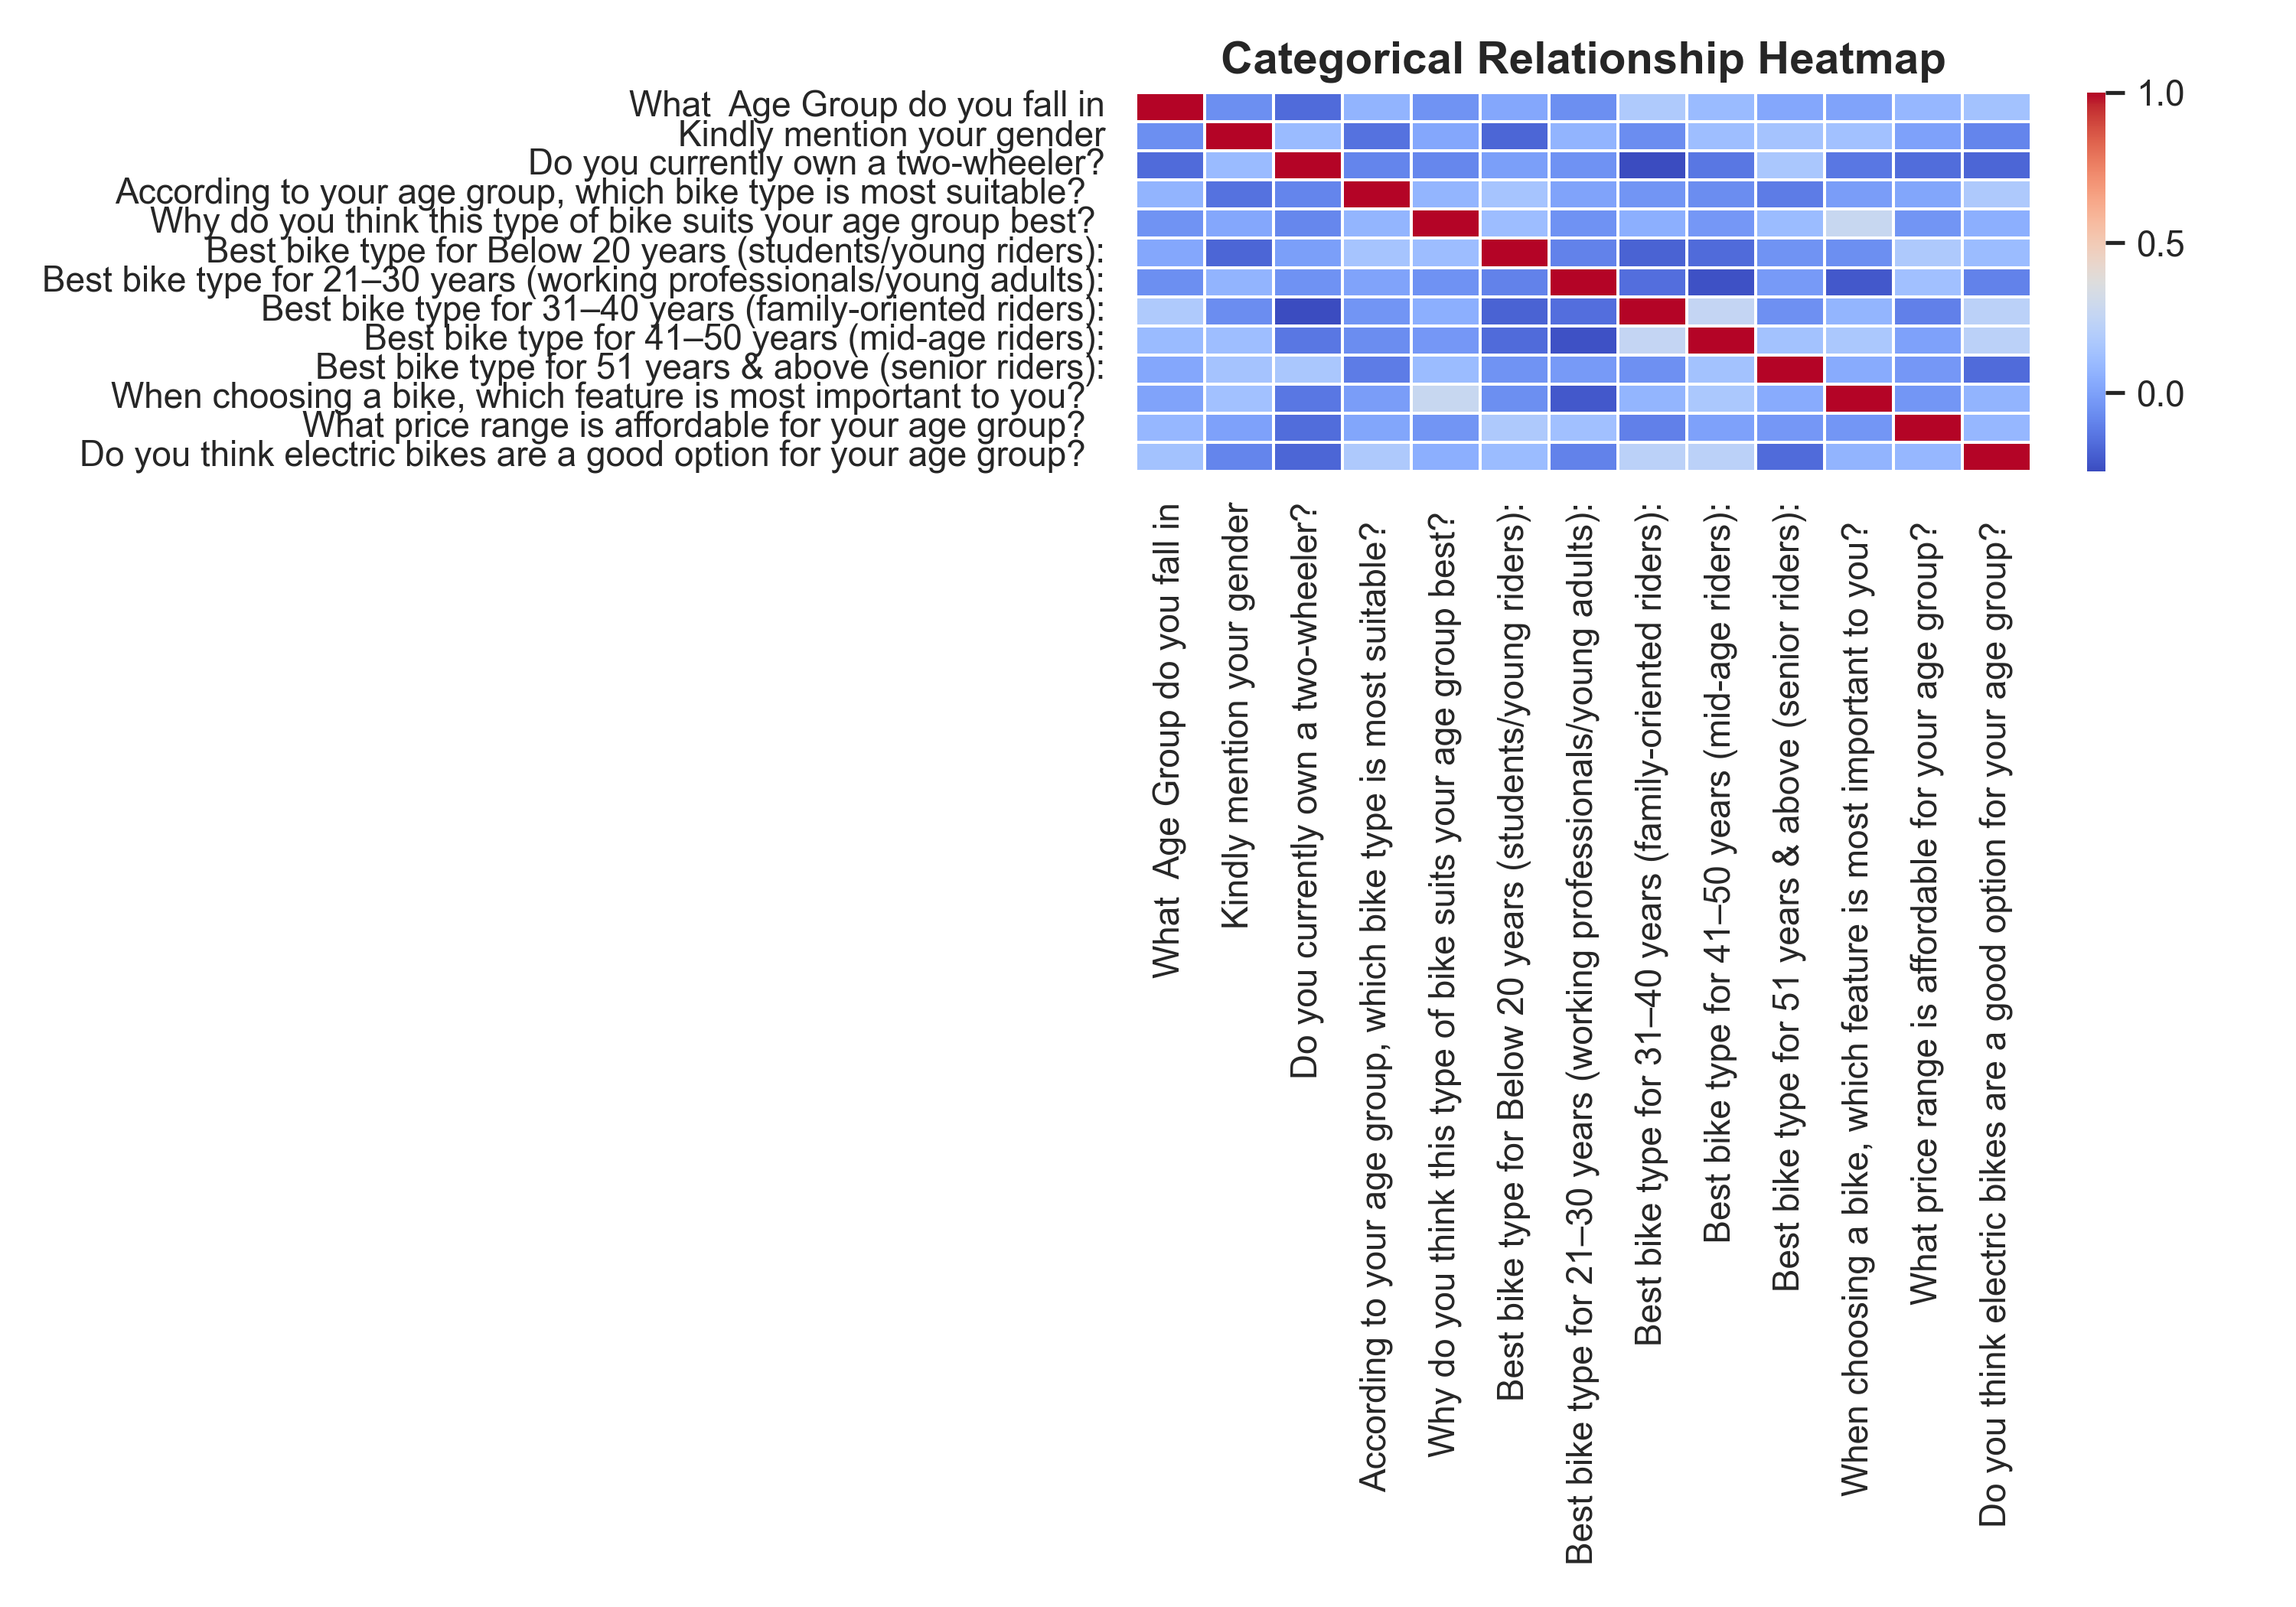 Categorical Relationship Heatmap
What  Age Group do you fall in
Kindly mention your gender
Do you currently own a two-wheeler?
According to your age group, which bike type is most suitable?
Why do you think this type of bike suits your age group best?
Best bike type for Below 20 years (students/young riders):
Best bike type for 21–30 years (working professionals/young adults):
Best bike type for 31–40 years (family-oriented riders):
Best bike type for 41–50 years (mid-age riders):
Best bike type for 51 years & above (senior riders):
When choosing a bike, which feature is most important to you?
What price range is affordable for your age group?
Do you think electric bikes are a good option for your age group?
1.0
0.5
0.0
What  Age Group do you fall in
Kindly mention your gender
Do you currently own a two-wheeler?
According to your age group, which bike type is most suitable?
Why do you think this type of bike suits your age group best?
Best bike type for Below 20 years (students/young riders):
Best bike type for 21–30 years (working professionals/young adults):
Best bike type for 31–40 years (family-oriented riders):
Best bike type for 41–50 years (mid-age riders):
Best bike type for 51 years & above (senior riders):
When choosing a bike, which feature is most important to you?
What price range is affordable for your age group?
Do you think electric bikes are a good option for your age group?